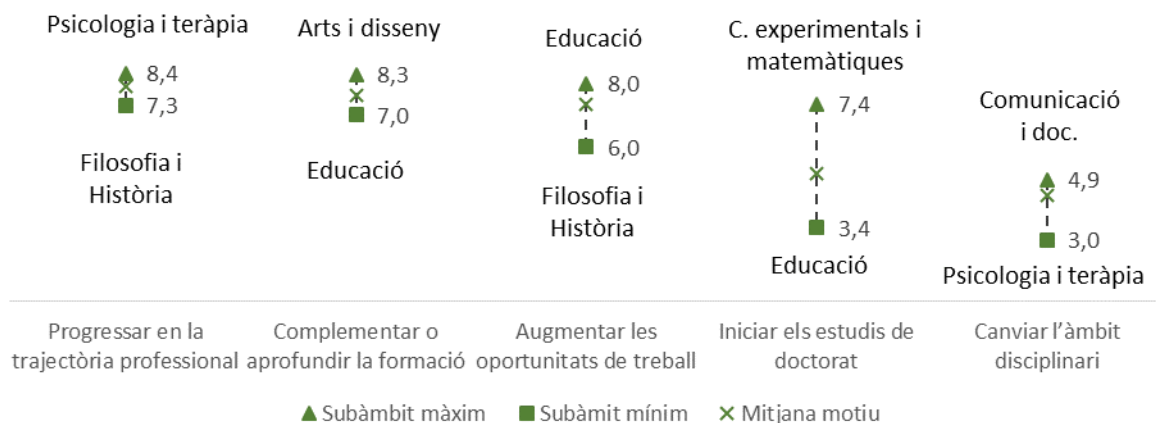 Psicologia i teràpia
8,4
7,3
Filosofia i
Història
Arts i disseny
8,3
7,0
Educació
Educació
8,0
6,0
Filosofia i
Història
C. experimentals i
matemàtiques
7,4
3,4
Educació
Comunicació
i doc.
4,9
3,0
Psicologia i teràpia
Progressar en la
trajectòria professional
Complementar o
aprofundir la formació
Augmentar les
oportunitats de treball
Iniciar els estudis de
doctorat
Canviar l'àmbit
disciplinari
Subàmbit màxim
Subàmit mínim
Mitjana motiu